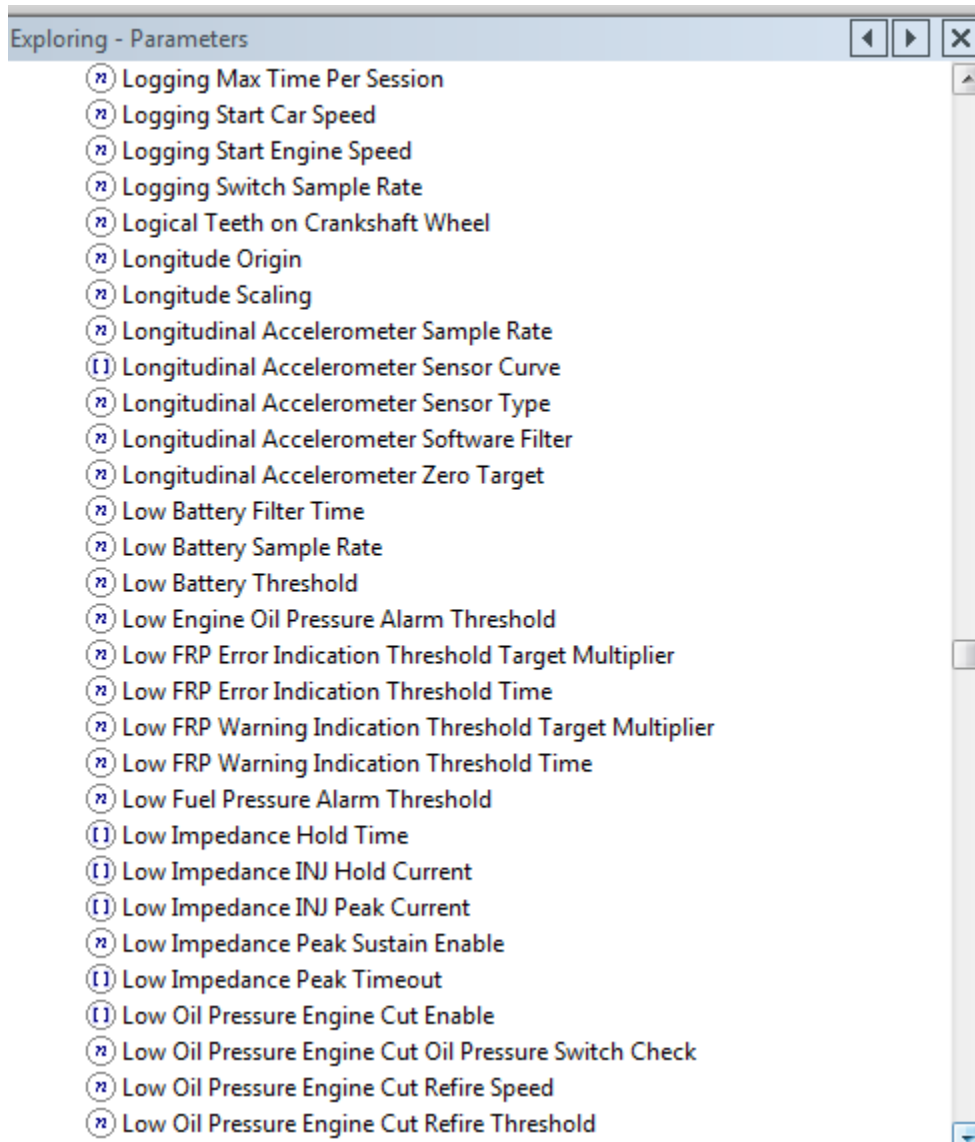 Exploring - Parameters
n Logging Max Time Per Session
n Logging Start Car Speed
n Logging Start Engine Speed
n Logging Switch Sample Rate
n Logical Teeth on Crankshaft Wheel
n Longitude Origin
n Longitude Scaling
n Longitudinal Accelerometer Sample Rate
[] Longitudinal Accelerometer Sensor Curve
n Longitudinal Accelerometer Sensor Type
n Longitudinal Accelerometer Software Filter
n Longitudinal Accelerometer Zero Target
n Low Battery Filter Time
n Low Battery Sample Rate
n Low Battery Threshold
n Low Engine Oil Pressure Alarm Threshold
n Low FRP Error Indication Threshold Target Multiplier
n Low FRP Error Indication Threshold Time
n Low FRP Warning Indication Threshold Target Multiplier
n Low FRP Warning Indication Threshold Time
n Low Fuel Pressure Alarm Threshold
[] Low Impedance Hold Time
[] Low Impedance INJ Hold Current
[] Low Impedance INJ Peak Current
n Low Impedance Peak Sustain Enable
[] Low Impedance Peak Timeout
[] Low Oil Pressure Engine Cut Enable
n Low Oil Pressure Engine Cut Oil Pressure Switch Check
n Low Oil Pressure Engine Cut Refire Speed
n Low Oil Pressure Engine Cut Refire Threshold